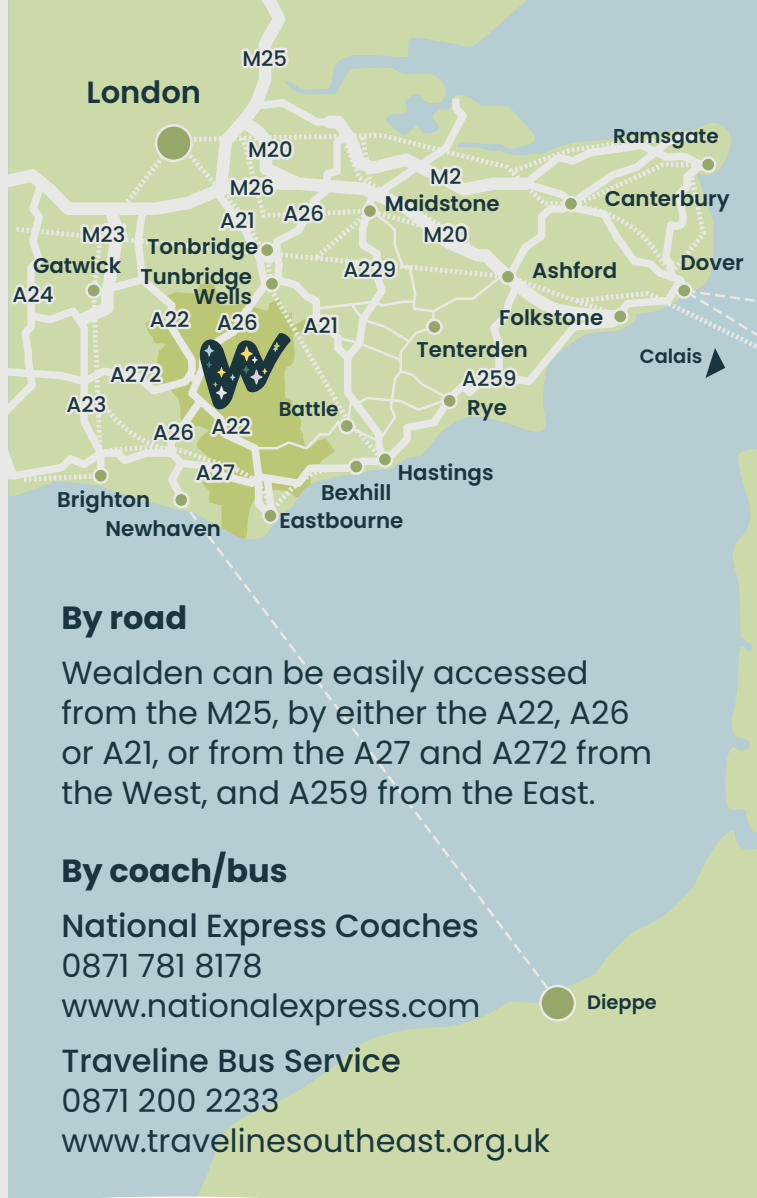 M25
London
Ramsgate
M20
M2
M26
Maidstone
Canterbury
A21
A26
M23
Tonbridge
M20
Gatwick
Tunbridge
Wells
A229
Ashford
Dover
A24
A22
A26
A21
Folkstone
Tenterden
Calais
A272
A259
A23
Battle
Rye
A26
A22
A27
Hastings
Bexhill
Brighton
Eastbourne
Newhaven
By road
Wealden can be easily accessed
from the M25, by either the A22, A26
or A21, or from the A27 and A272 from
the West, and A259 from the East.
By coach/bus
National Express Coaches
0871 781 8178
www.nationalexpress.com
Dieppe
Traveline Bus Service
0871 200 2233
www.travelinesoutheast.org.uk